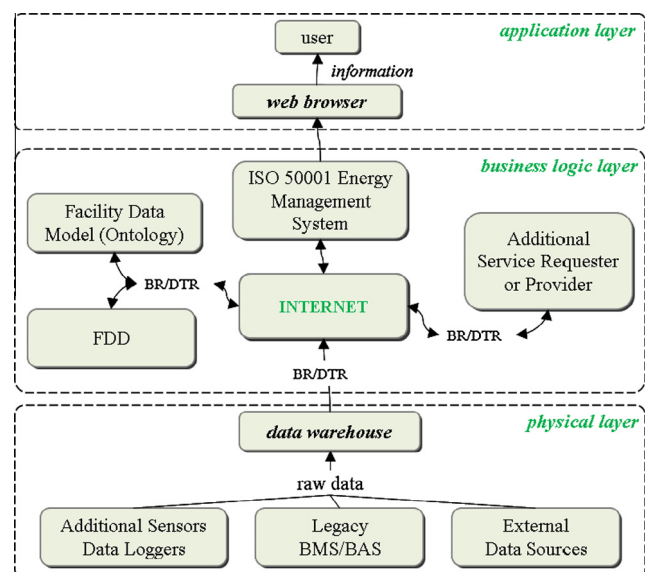 application layer
user
information
web browser
business logic layer
ISO 50001 Energy
Management
System
Facility Data
Model (Ontology)
Additional
Service Requester
or Provider
BR/DTR
INTERNET
FDD
BR/DTR
BR/DTR
physical layer
data warehouse
raw data
Additional Sensors
Data Loggers
Legacy
BMS/BAS
External
Data Sources